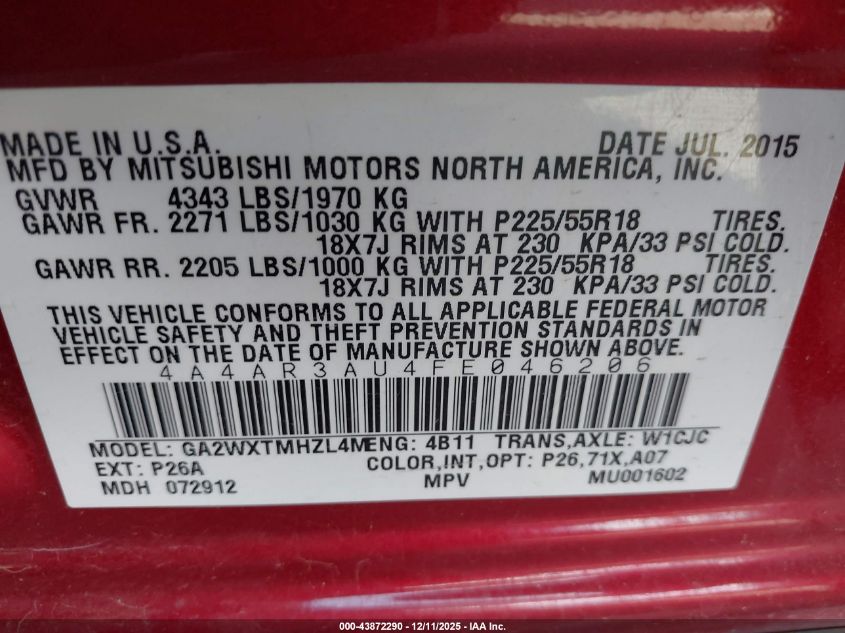 MADE IN U.S.A. DATE JUL. 2015
MFD BY MITSUBISHI MOTORS NORTH AMERICA, INC.
GVWR 4343 LBS/1970 KG
GAWR FR. 2271 LBS/1030 KG WITH P225/55R18 TIRES.
18X7J RIMS AT 230 KPA/33 PSI COLD.
GAWR RR. 2205 LBS/1000 KG WITH P225/55R18 TIRES.
18X7J RIMS AT 230 KPA/33 PSI COLD.
THIS VEHICLE CONFORMS TO ALL APPLICABLE FEDERAL MOTOR
VEHICLE SAFETY AND THEFT PREVENTION STANDARDS IN
EFFECT ON THE DATE OF MANUFACTURE SHOWN ABOVE.
4A4AR3AU4FE046206
MODEL: GA2WXTMHZL4M ENG: 4B11 TRANS,AXLE: W1CJC
EXT: P26A COLOR,INT,OPT: P26,71X,A07
MDH 072912 MPV MU001602
000-43872290 - 12/11/2025 - IAA Inc.